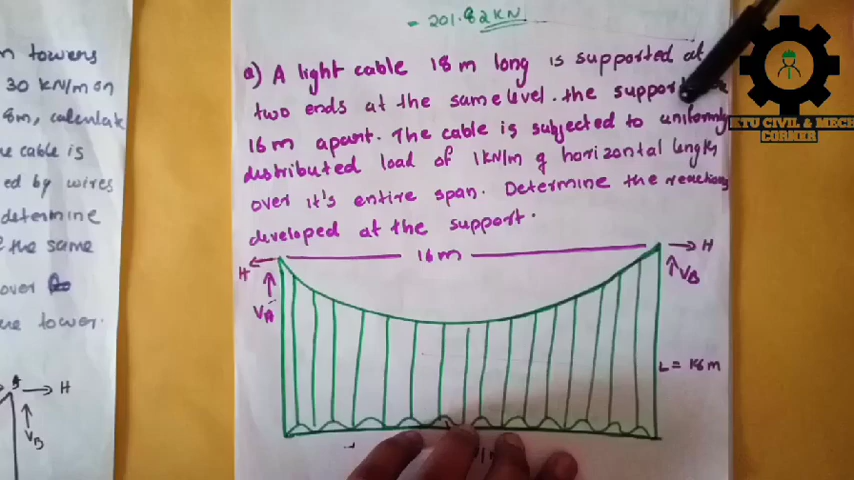 = 201.82KN
n towers
30 KN/m on
8m, calculate
e cable is
ed by wires
determine
the same
over
ure tower.
H
VB
a) A light cable 18m long is supported at
two ends at the same level. the supports
16m apart. The cable is subjected to uniformly
distributed load of 1KN/m of horizontal length
over it's entire span. Determine the reactions
developed at the support.
H
16m
H
VA
VB
L = 18m
KTU CIVIL & MECH
CORNER